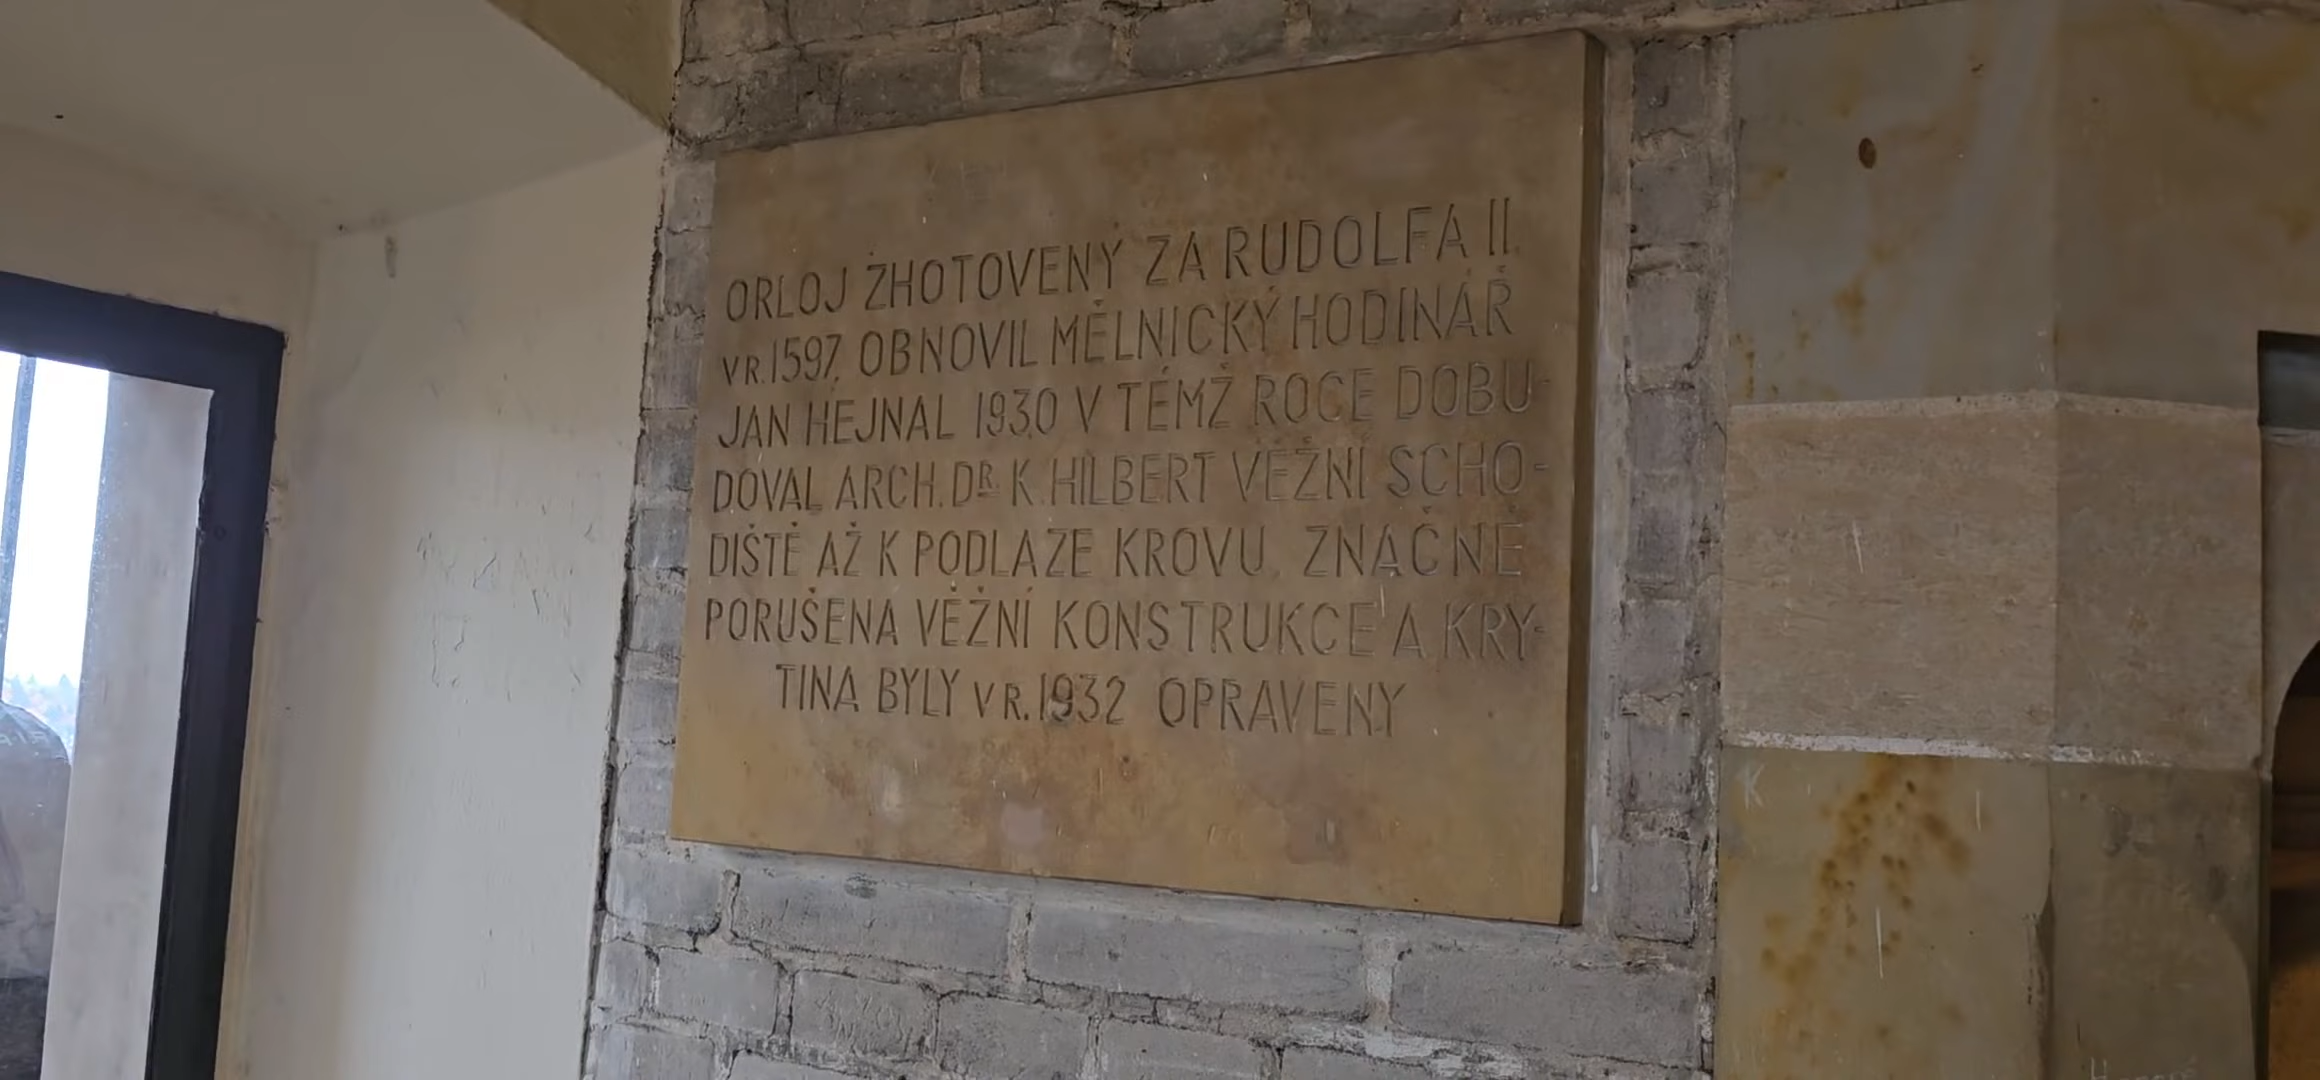 ORLOJ ZHOTOVENÝ ZA RUDOLFA II.
V R. 1597, OBNOVIL MĚLNICKÝ HODINÁŘ
JAN HEJNAL 1930 V TÉMŽ ROCE DOBU-
DOVAL ARCH. DR. K. HILBERT VĚŽNÍ SCHO-
DIŠTĚ AŽ K PODLAZE KROVU. ZNAČNĚ
PORUŠENA VĚŽNÍ KONSTRUKCE A KRY-
TINA BYLY V R. 1932 OPRAVENY